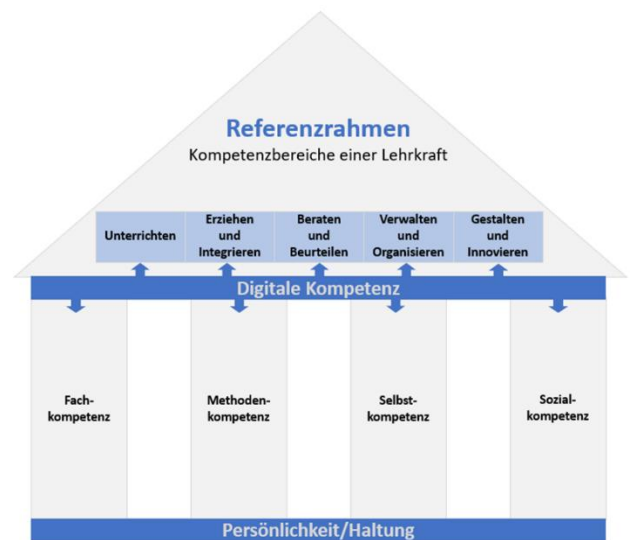 Referenzrahmen
Kompetenzbereiche einer Lehrkraft
Unterrichten
Erziehen
und
Integrieren
Beraten
und
Beurteilen
Verwalten
und
Organisieren
Gestalten
und
Innovieren
Digitale Kompetenz
Fach-
kompetenz
Methoden-
kompetenz
Selbst-
kompetenz
Sozial-
kompetenz
Persönlichkeit/Haltung